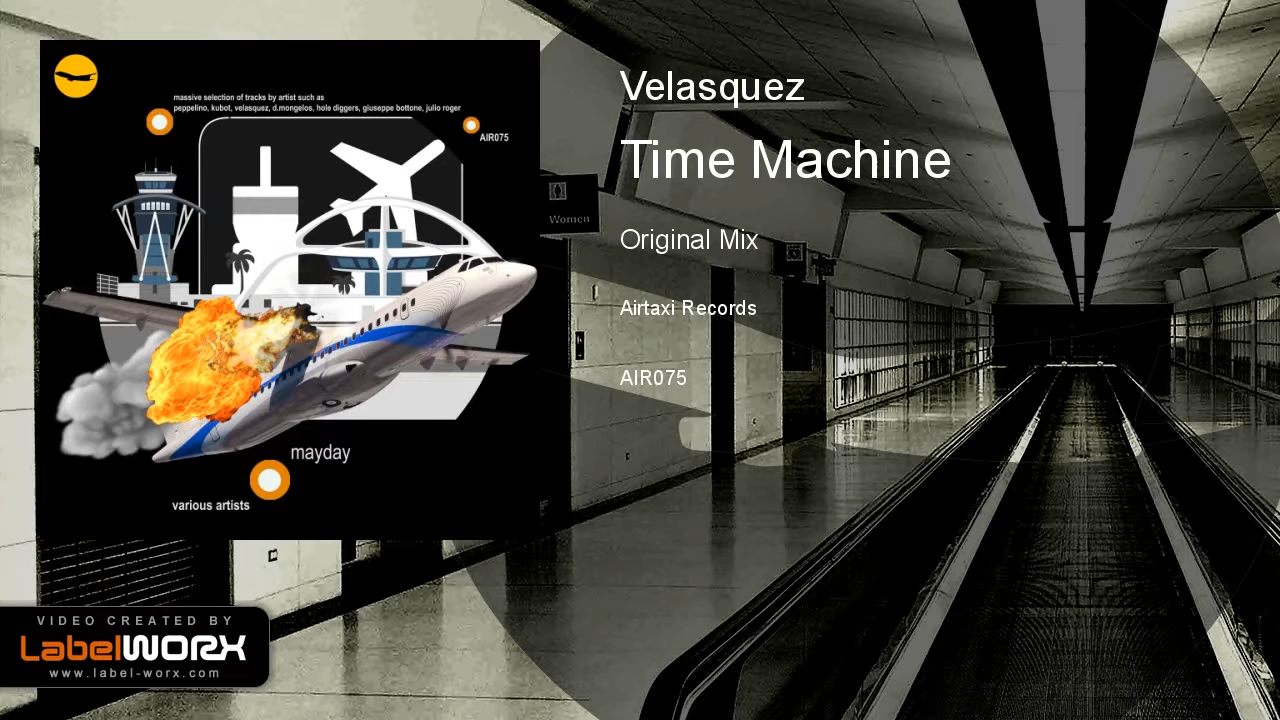 massive selection of tracks by artist such as
peppelino, kubot, velasquez, d.mongelos, hole diggers, giuseppe bottone, julio roger
AIR075
mayday
various artists
Velasquez
Time Machine
Original Mix
Airtaxi Records
AIR075
Women
VIDEO CREATED BY
LabelWORX
www.label-worx.com